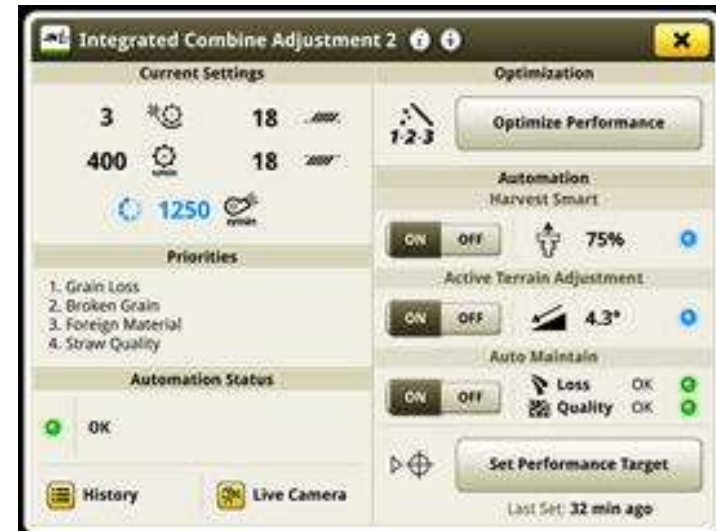 Integrated Combine Adjustment 2
Current Settings
3 18
400 18
1250
Priorities
1. Grain Loss
2. Broken Grain
3. Foreign Material
4. Straw Quality
Automation Status
OK
History Live Camera
Optimization
1·2·3 Optimize Performance
Automation
Harvest Smart
ON OFF 75%
Active Terrain Adjustment
ON OFF 4.3°
Auto Maintain
ON OFF Loss OK
Quality OK
Set Performance Target
Last Set: 32 min ago